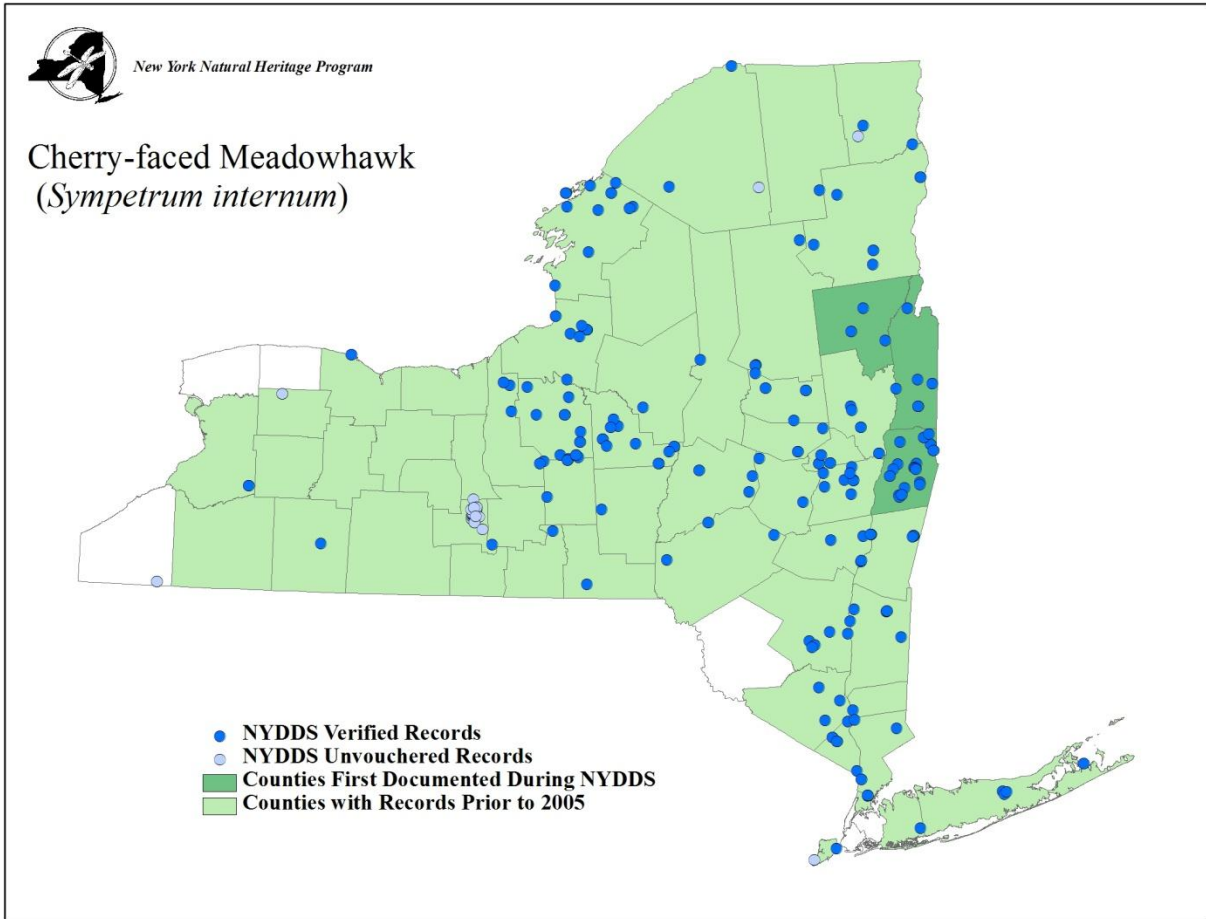 New York Natural Heritage Program
Cherry-faced Meadowhawk
(Sympetrum internum)
NYDDS Verified Records
NYDDS Unvouchered Records
Counties First Documented During NYDDS
Counties with Records Prior to 2005